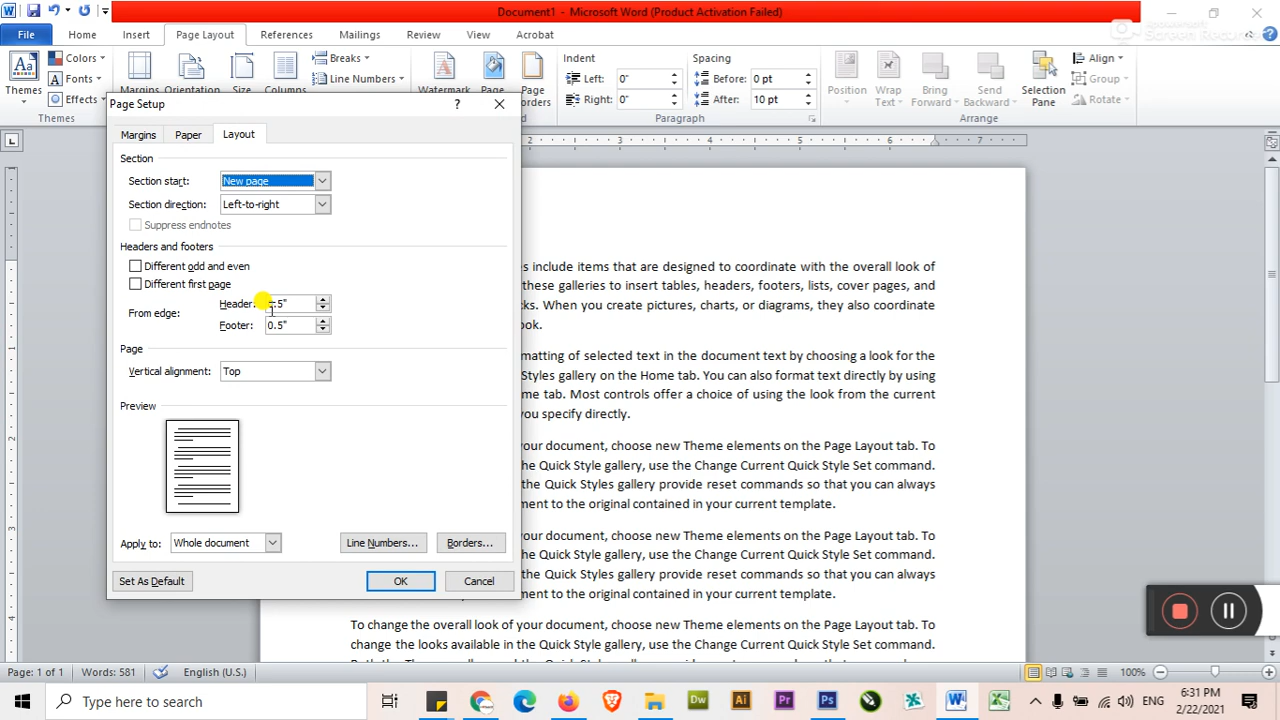 Document1 - Microsoft Word (Product Activation Failed)
File Home Insert Page Layout References Mailings Review View Acrobat
Colors Breaks Indent Spacing Align
Themes Fonts Margins Orientation Size Columns Line Numbers Watermark Page Page Left: 0" Before: 0 pt Position Wrap Bring Send Selection Group
Effects Borders Right: 0" After: 10 pt Text Forward Backward Pane Rotate
Themes Paragraph Arrange
Page Setup
Margins Paper Layout
Section
Section start: New page
Section direction: Left-to-right
Suppress endnotes
Headers and footers
Different odd and even
Different first page
From edge:
Header: 5"
Footer: 0.5"
Page
Vertical alignment: Top
Preview
Apply to: Whole document Line Numbers... Borders...
Set As Default OK Cancel
2 3 4 5 6 7
es include items that are designed to coordinate with the overall look of
these galleries to insert tables, headers, footers, lists, cover pages, and
cks. When you create pictures, charts, or diagrams, they also coordinate
ook.
matting of selected text in the document text by choosing a look for the
Styles gallery on the Home tab. You can also format text directly by using
me tab. Most controls offer a choice of using the look from the current
you specify directly.
your document, choose new Theme elements on the Page Layout tab. To
the Quick Style gallery, use the Change Current Quick Style Set command.
the Quick Styles gallery provide reset commands so that you can always
ment to the original contained in your current template.
your document, choose new Theme elements on the Page Layout tab. To
the Quick Style gallery, use the Change Current Quick Style Set command.
the Quick Styles gallery provide reset commands so that you can always
ment to the original contained in your current template.
To change the overall look of your document, choose new Theme elements on the Page Layout tab. To
change the looks available in the Quick Style gallery, use the Change Current Quick Style Set command.
Page: 1 of 1 Words: 581 English (U.S.) 100%
Type here to search Dw Ai Pr Ps ENG 6:31 PM
2/22/2021